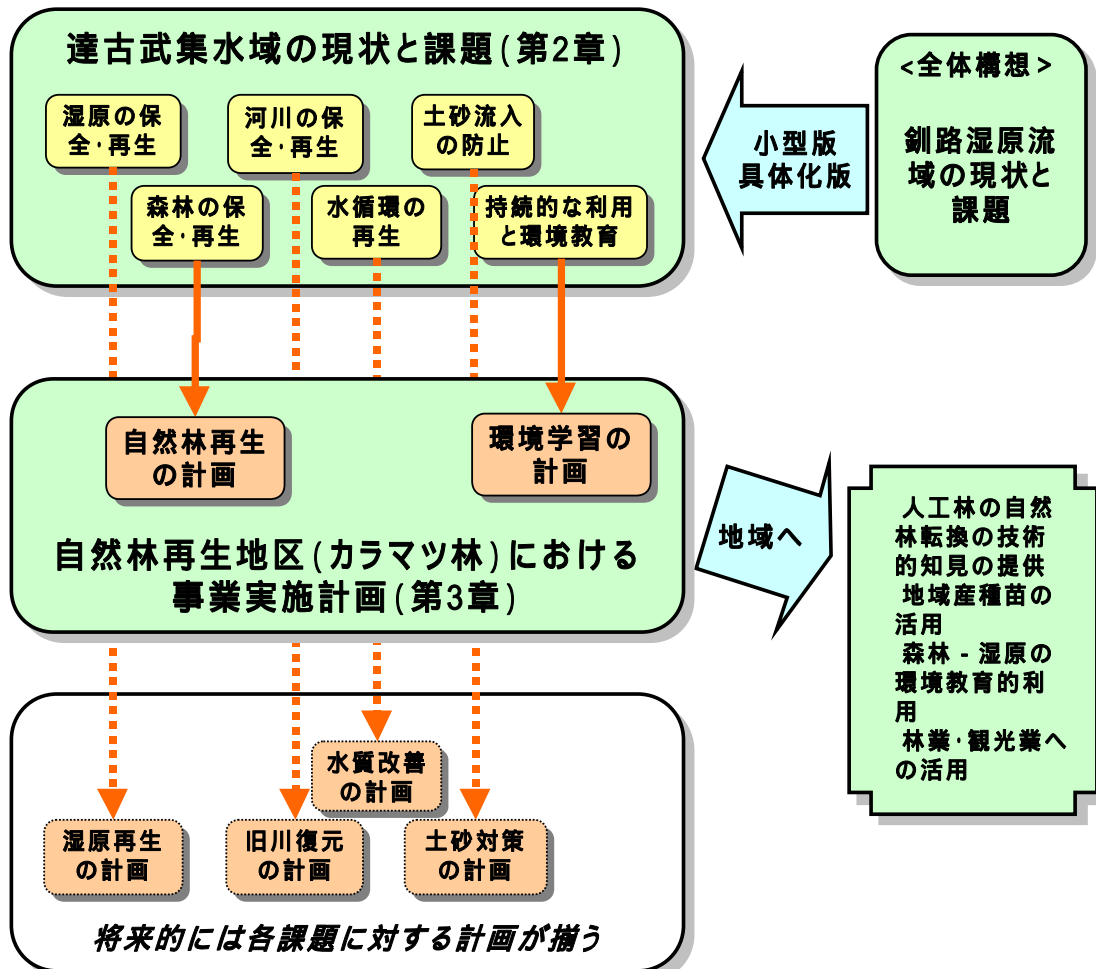 達古武集水域の現状と課題(第2章)
湿原の保
全・再生
河川の保
全・再生
土砂流入
の防止
森林の保
全・再生
水循環の
再生
持続的な利用
と環境教育
小型版
具体化版
<全体構想>
釧路湿原流
域の現状と
課題
自然林再生
の計画
環境学習の
計画
自然林再生地区(カラマツ林)における
事業実施計画(第3章)
地域へ
人工林の自然
林転換の技術
的知見の提供
地域産種苗の
活用
森林-湿原の
環境教育的利
用
林業・観光業へ
の活用
水質改善
の計画
湿原再生
の計画
旧川復元
の計画
土砂対策
の計画
将来的には各課題に対する計画が揃う